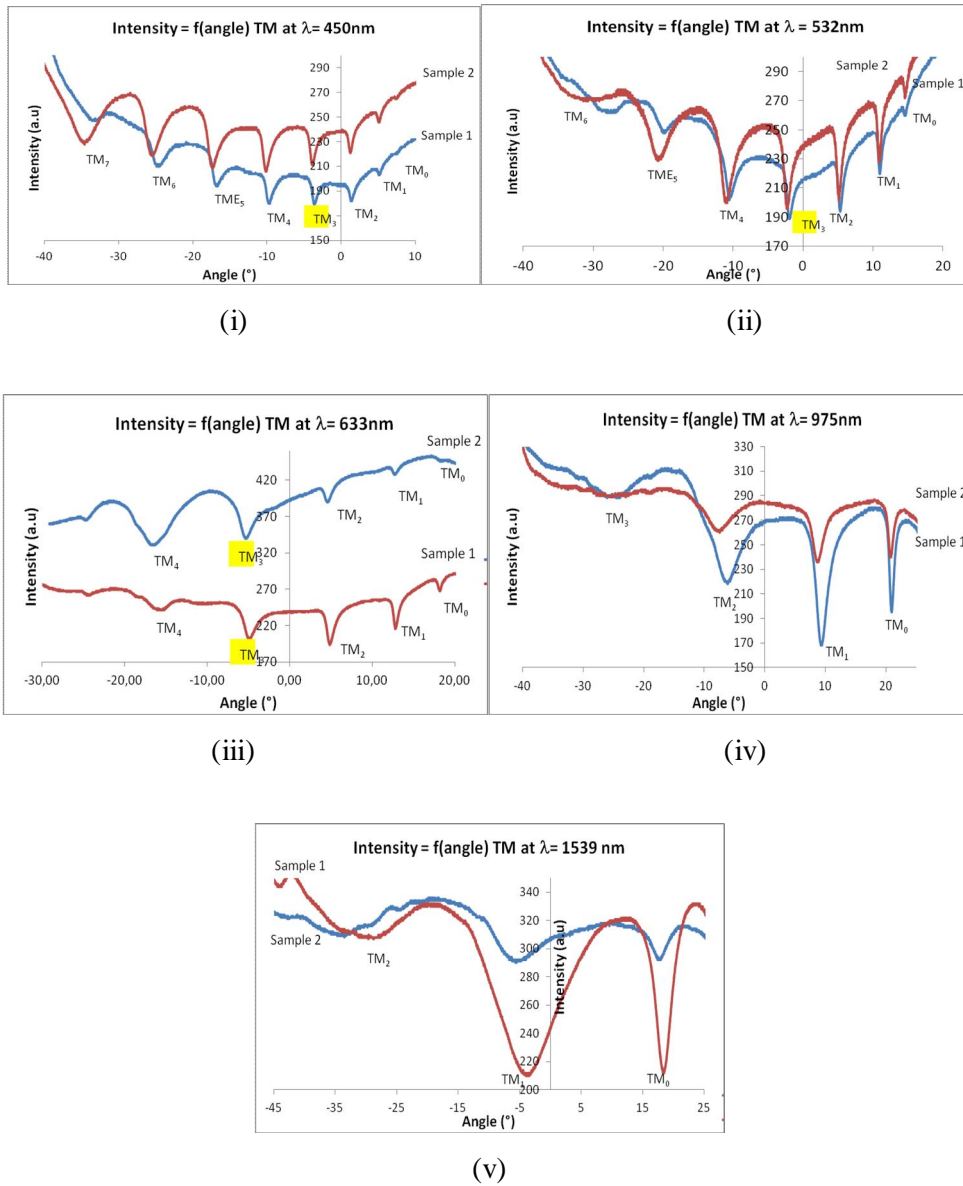 Intensity = f(angle) TM at λ= 450nm
Intensity (a.u)
290
270
250
230
210
190
170
150
Sample 2
Sample 1
TM7
TM6
TME5
TM4
TM3
TM2
TM1
TM0
-40
-30
-20
-10
0
10
Angle (°)
(i)
Intensity = f(angle) TM at λ = 532nm
Intensity (a.u)
290
270
250
230
210
190
170
Sample 2
Sample 1
TM6
TME5
TM4
TM3
TM2
TM1
TM0
-40
-30
-20
-10
0
10
20
Angle (°)
(ii)
Intensity = f(angle) TM at λ= 633nm
Intensity (a.u)
420
370
320
270
220
170
Sample 2
TM0
TM1
TM2
TM3
TM4
Sample 1
TM4
TM
TM2
TM1
TM0
-30,00
-20,00
-10,00
0,00
10,00
20,00
Angle (°)
(iii)
Intensity = f(angle) TM at λ= 975nm
Intensity (a.u)
330
310
290
270
250
230
210
190
170
150
Sample 2
Sample 1
TM3
TM2
TM1
TM0
-40
-30
-20
-10
0
10
20
Angle (°)
(iv)
Intensity = f(angle) TM at λ= 1539 nm
Sample 1
Sample 2
Intensity (a.u)
340
320
300
280
260
240
220
200
TM2
TM1
TM0
-45
-35
-25
-15
-5
5
15
25
Angle (°)
(v)